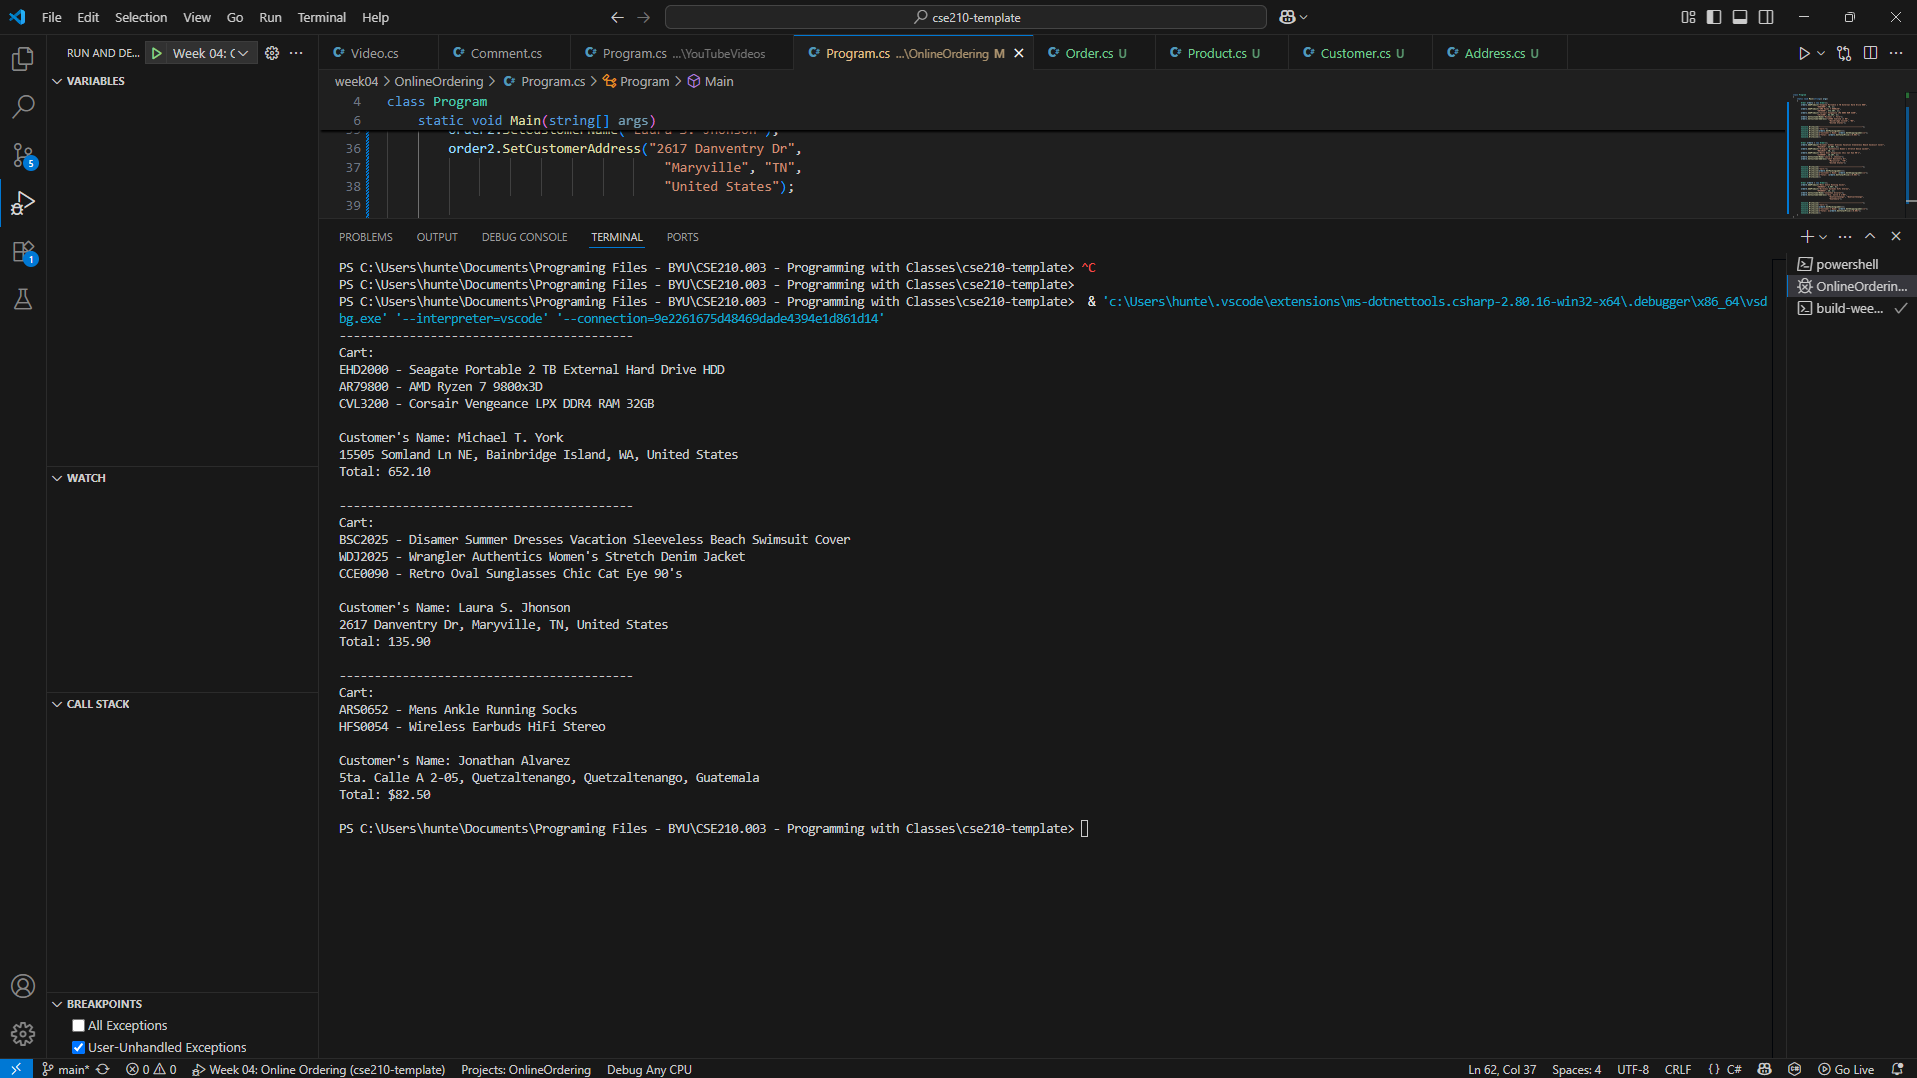 File Edit Selection View Go Run Terminal Help
cse210-template
RUN AND DE... Week 04: C
Video.cs
Comment.cs
Program.cs ...\YouTubeVideos
Program.cs ...\OnlineOrdering M
Order.cs U
Product.cs U
Customer.cs U
Address.cs U
VARIABLES
week04 > OnlineOrdering > Program.cs > Program > Main
4 class Program
6 static void Main(string[] args)
35 order2.SetCustomerName("Laura S. Jhonson");
36 order2.SetCustomerAddress("2617 Danventry Dr",
37 "Maryville", "TN",
38 "United States");
39
5
1
PROBLEMS OUTPUT DEBUG CONSOLE TERMINAL PORTS
PS C:\Users\hunte\Documents\Programing Files - BYU\CSE210.003 - Programming with Classes\cse210-template> ^C
PS C:\Users\hunte\Documents\Programing Files - BYU\CSE210.003 - Programming with Classes\cse210-template>
PS C:\Users\hunte\Documents\Programing Files - BYU\CSE210.003 - Programming with Classes\cse210-template>  & 'c:\Users\hunte\.vscode\extensions\ms-dotnettools.csharp-2.80.16-win32-x64\.debugger\x86_64\vsd
bg.exe' '--interpreter=vscode' '--connection=9e2261675d48469dade4394e1d861d14'
------------------------------------------
Cart:
EHD2000 - Seagate Portable 2 TB External Hard Drive HDD
AR79800 - AMD Ryzen 7 9800x3D
CVL3200 - Corsair Vengeance LPX DDR4 RAM 32GB
Customer's Name: Michael T. York
15505 Somland Ln NE, Bainbridge Island, WA, United States
Total: 652.10
------------------------------------------
Cart:
BSC2025 - Disamer Summer Dresses Vacation Sleeveless Beach Swimsuit Cover
WDJ2025 - Wrangler Authentics Women's Stretch Denim Jacket
CCE0090 - Retro Oval Sunglasses Chic Cat Eye 90's
Customer's Name: Laura S. Jhonson
2617 Danventry Dr, Maryville, TN, United States
Total: 135.90
------------------------------------------
Cart:
ARS0652 - Mens Ankle Running Socks
HFS0054 - Wireless Earbuds HiFi Stereo
Customer's Name: Jonathan Alvarez
5ta. Calle A 2-05, Quetzaltenango, Quetzaltenango, Guatemala
Total: $82.50
PS C:\Users\hunte\Documents\Programing Files - BYU\CSE210.003 - Programming with Classes\cse210-template>
powershell
OnlineOrderin...
build-wee...
WATCH
CALL STACK
BREAKPOINTS
All Exceptions
User-Unhandled Exceptions
main* 0 0 Week 04: Online Ordering (cse210-template) Projects: OnlineOrdering Debug Any CPU
Ln 62, Col 37 Spaces: 4 UTF-8 CRLF {} C# Go Live